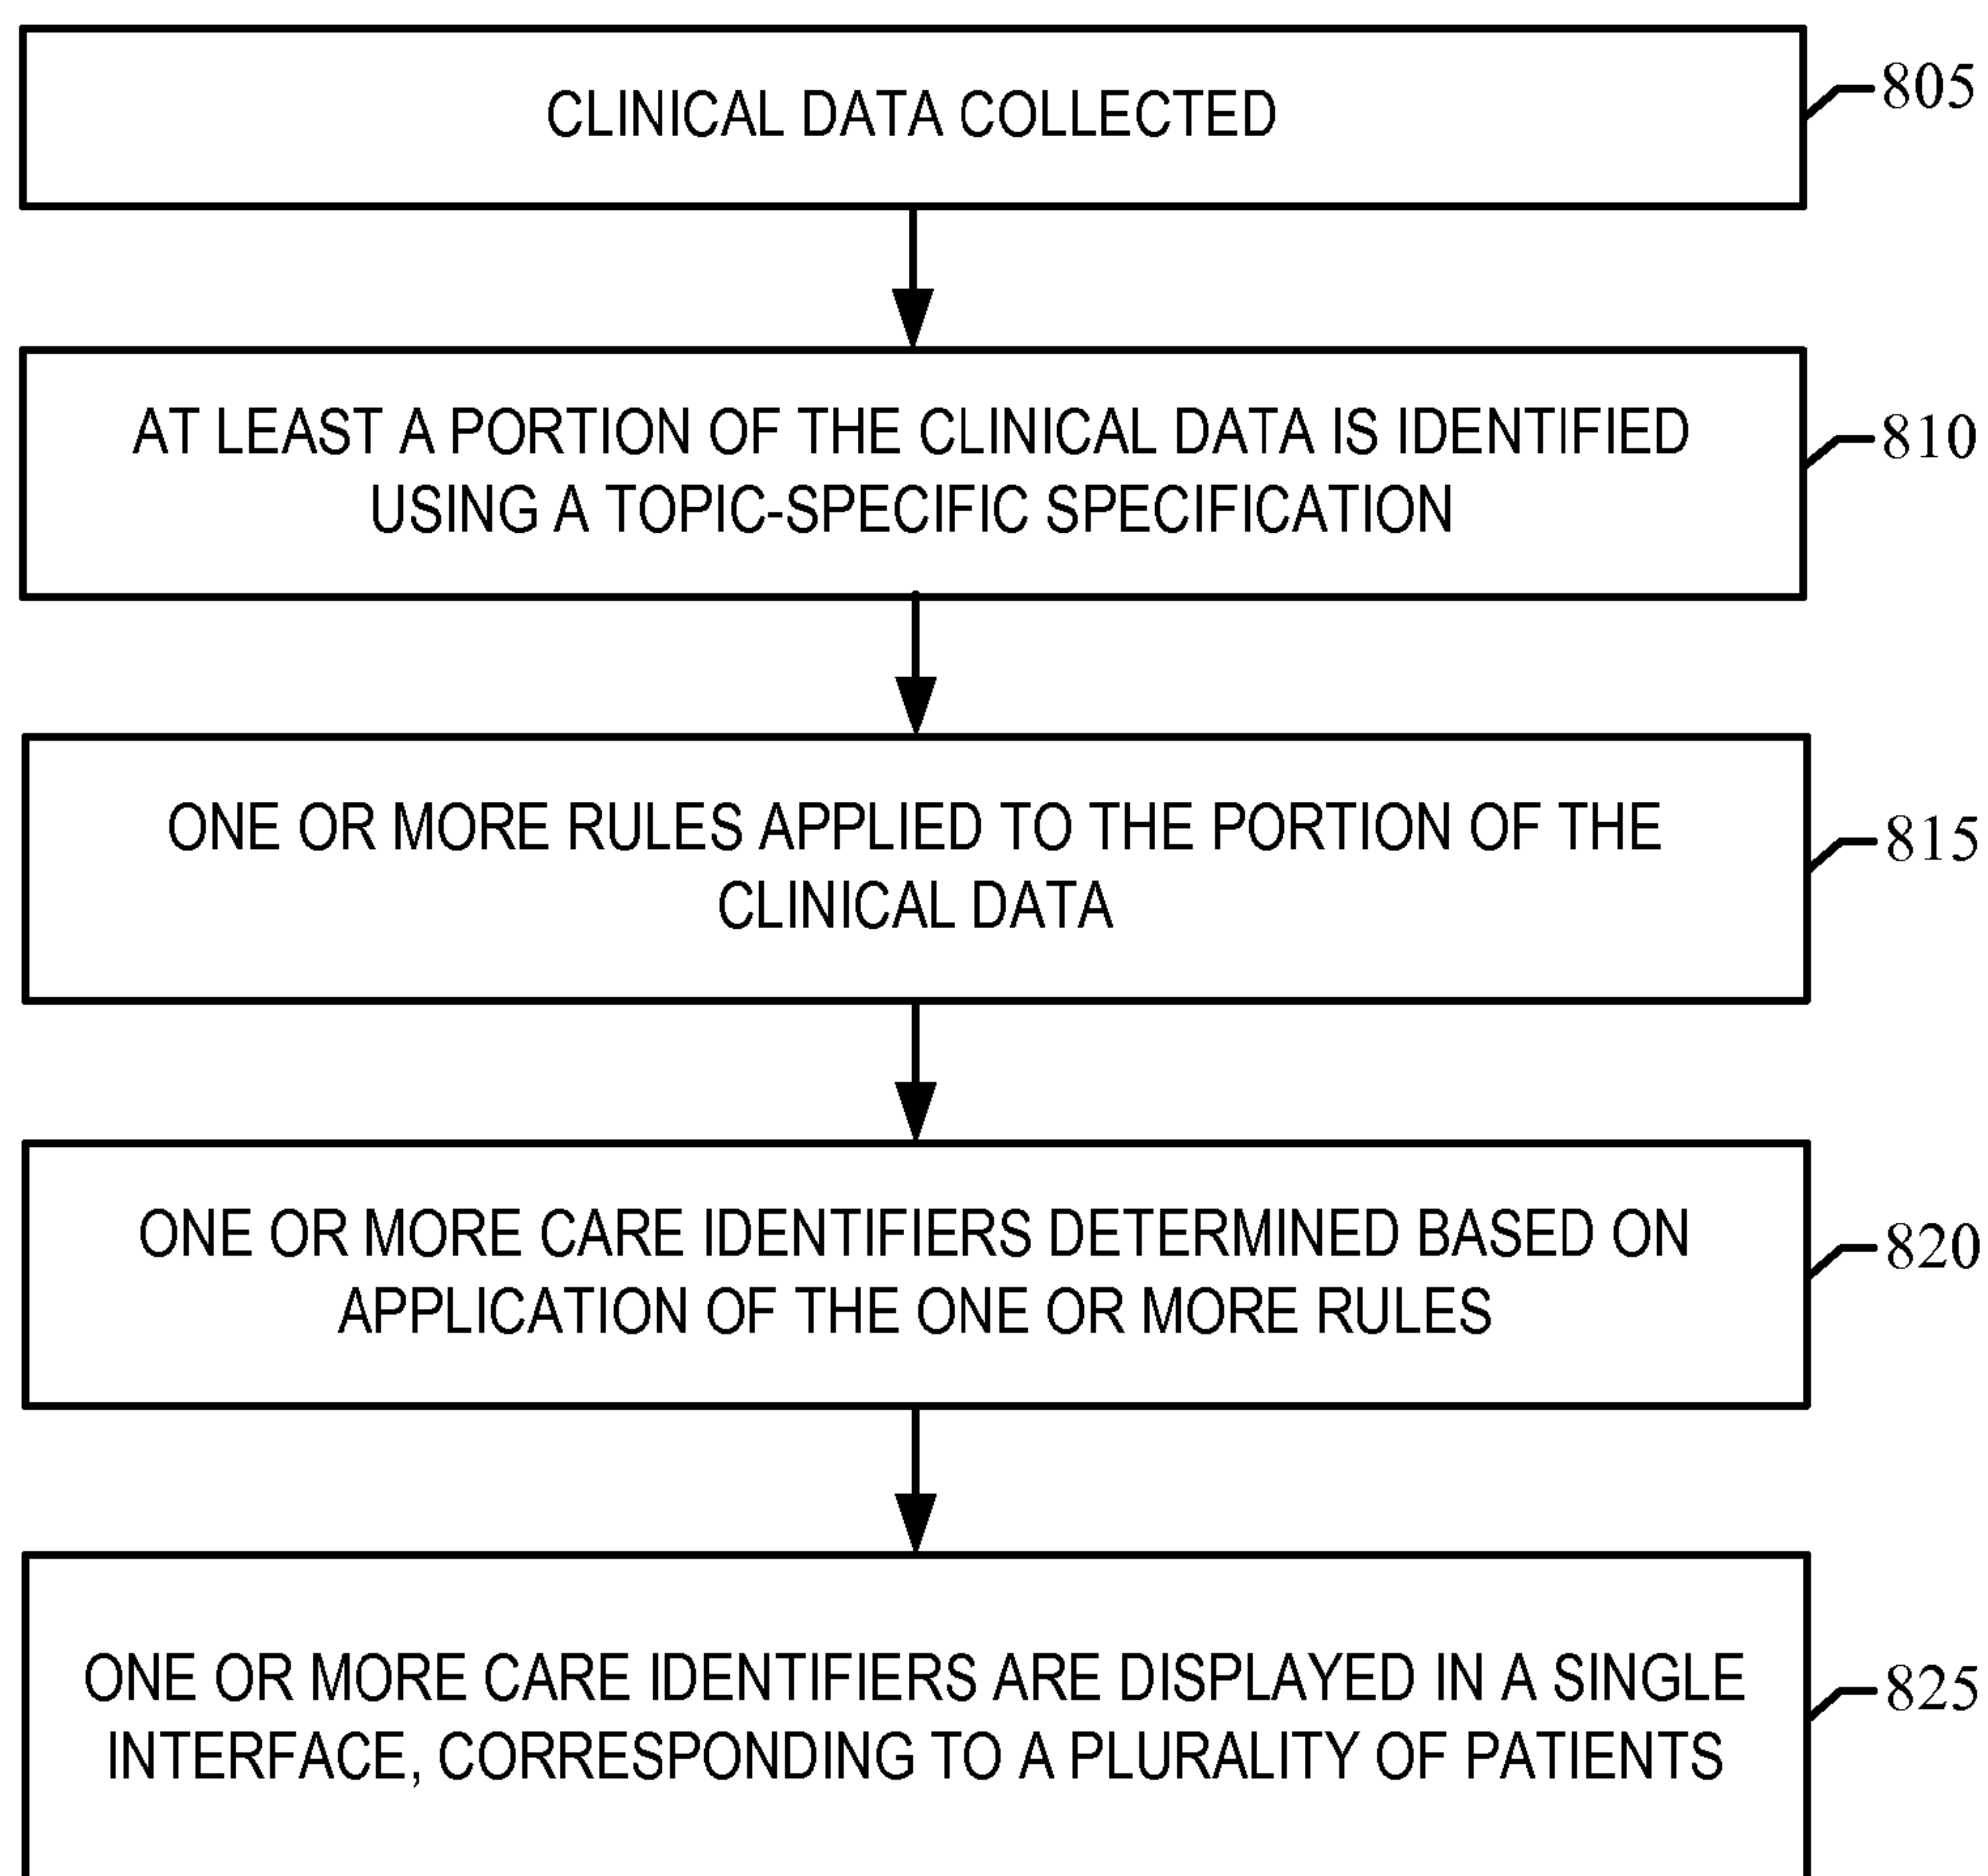 CLINICAL DATA COLLECTED
805
AT LEAST A PORTION OF THE CLINICAL DATA IS IDENTIFIED
USING A TOPIC-SPECIFIC SPECIFICATION
810
ONE OR MORE RULES APPLIED TO THE PORTION OF THE
CLINICAL DATA
815
ONE OR MORE CARE IDENTIFIERS DETERMINED BASED ON
APPLICATION OF THE ONE OR MORE RULES
820
ONE OR MORE CARE IDENTIFIERS ARE DISPLAYED IN A SINGLE
INTERFACE, CORRESPONDING TO A PLURALITY OF PATIENTS
825